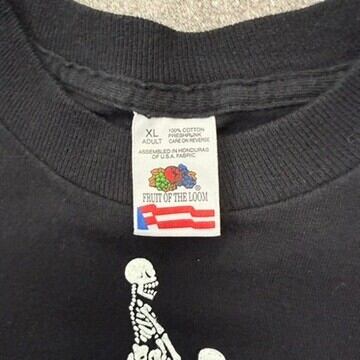 XL
ADULT
100% COTTON
PRESHRUNK
CARE ON REVERSE
ASSEMBLED IN HONDURAS
OF U.S.A. FABRIC
FRUIT OF THE LOOM ®